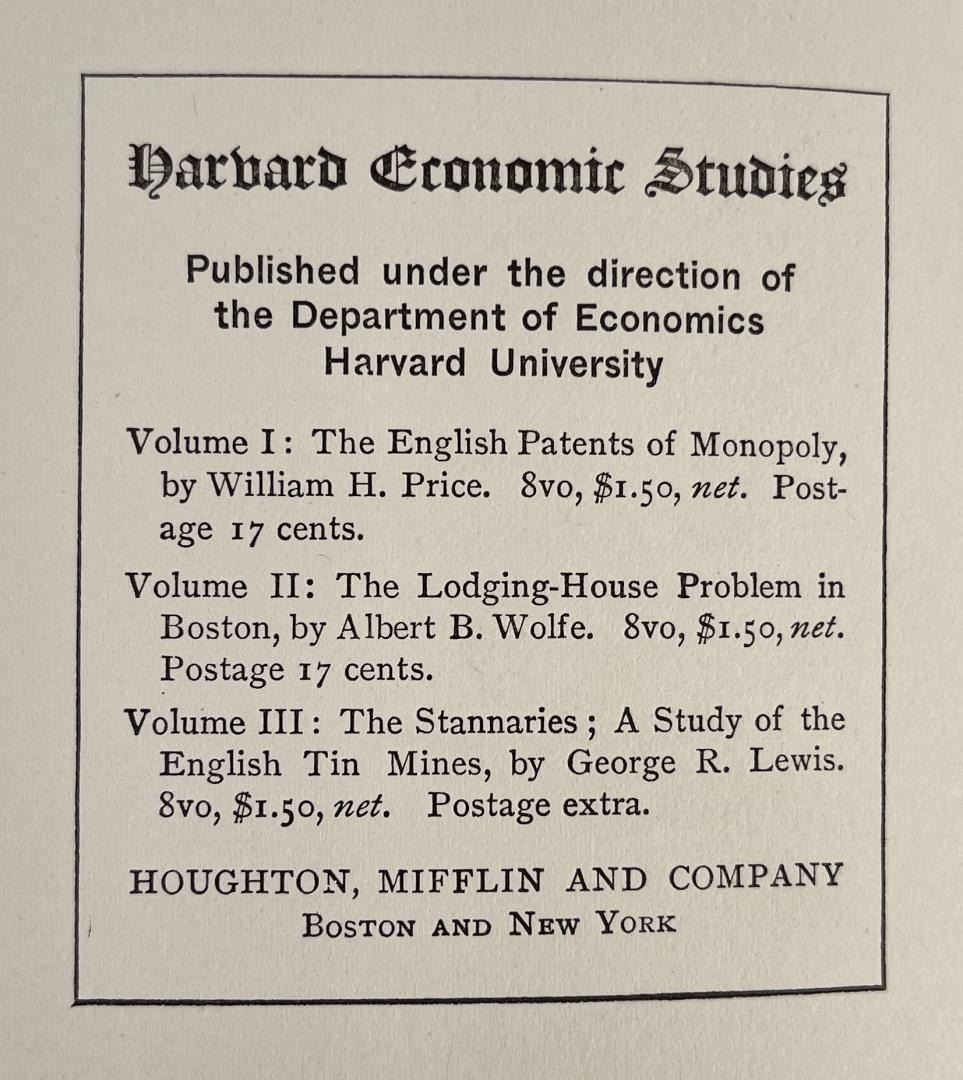 Harvard Economic Studies
Published under the direction of
the Department of Economics
Harvard University
Volume I: The English Patents of Monopoly,
by William H. Price. 8vo, $1.50, net. Post-
age 17 cents.
Volume II: The Lodging-House Problem in
Boston, by Albert B. Wolfe. 8vo, $1.50, net.
Postage 17 cents.
Volume III: The Stannaries; A Study of the
English Tin Mines, by George R. Lewis.
8vo, $1.50, net. Postage extra.
HOUGHTON, MIFFLIN AND COMPANY
BOSTON AND NEW YORK